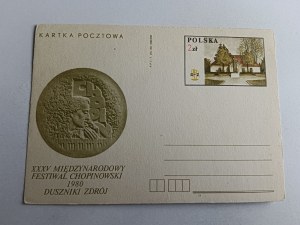 KARTKA POCZTOWA
POLSKA
2 zł
XXXV MIĘDZYNARODOWY
FESTIWAL CHOPINOWSKI
1980
DUSZNIKI ZDRÓJ